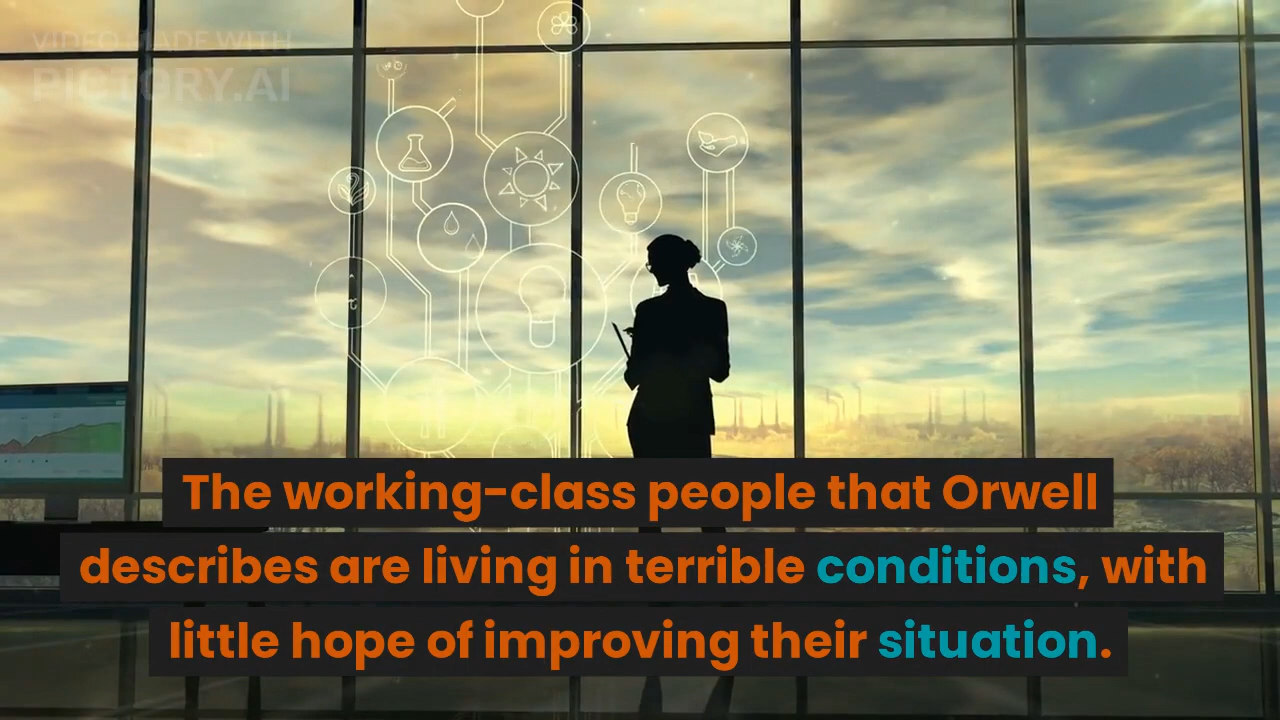 VIDEO MADE WITH
PICTORY.AI
The working-class people that Orwell
describes are living in terrible conditions, with
little hope of improving their situation.